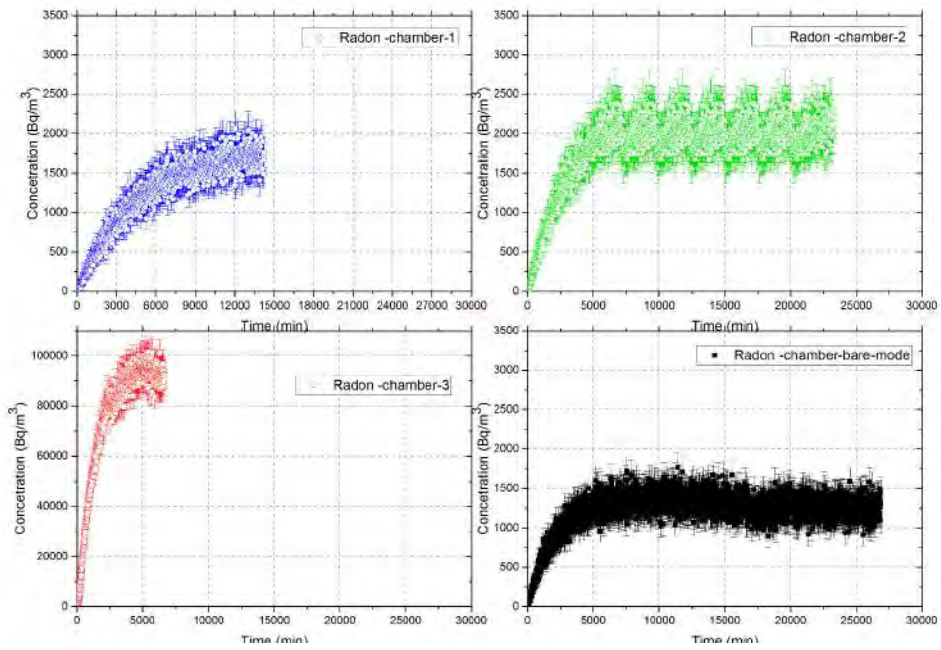 3500
3000
2500
2000
1500
1000
500
0
Concetration (Bq/m³)
Radon -chamber-1
0 3000 6000 9000 12000 15000 18000 21000 24000 27000 30000
Time (min)
3500
3000
2500
2000
1500
1000
500
0
Concetration (Bq/m³)
Radon -chamber-2
0 5000 10000 15000 20000 25000 30000
Time (min)
100000
80000
60000
40000
20000
0
Concetration (Bq/m³)
Radon -chamber-3
0 5000 10000 15000 20000 25000 30000
Time (min)
3500
3000
2500
2000
1500
1000
500
0
Concetration (Bq/m³)
Radon -chamber-bare-mode
0 5000 10000 15000 20000 25000 30000
Time (min)